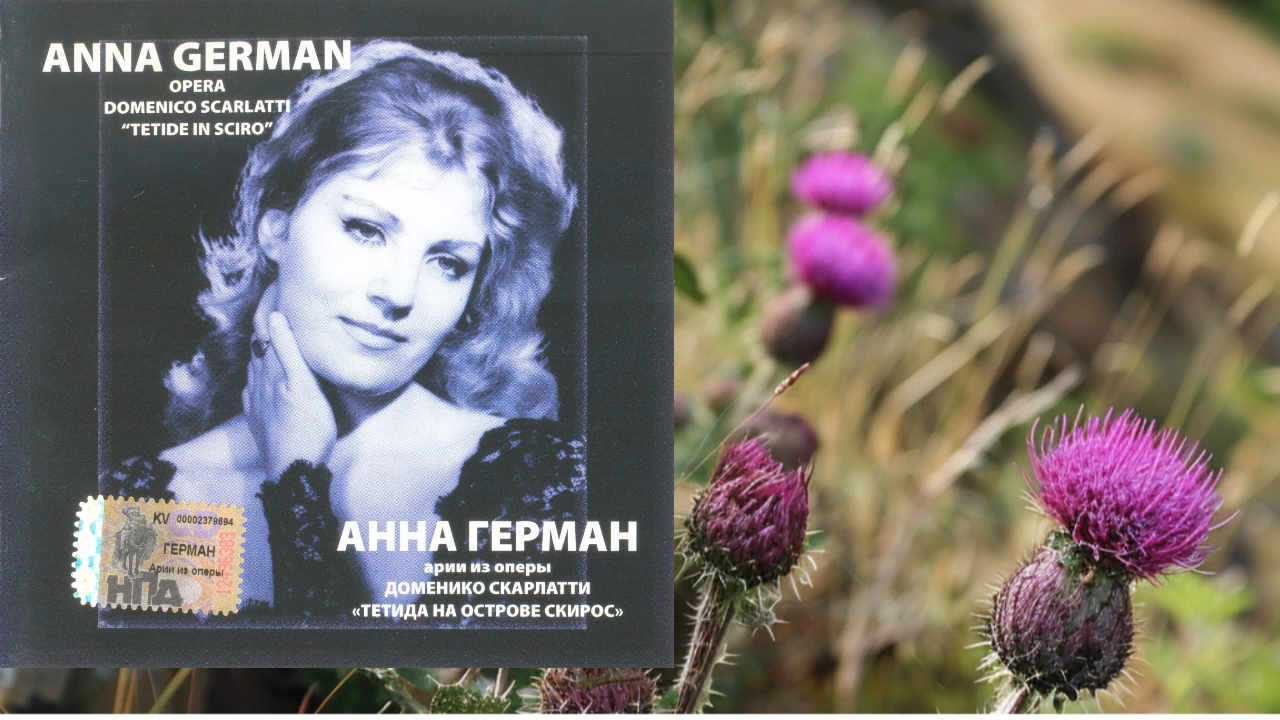 ANNA GERMAN
OPERA
DOMENICO SCARLATTI
“TETIDE IN SCIRO”
KV 00002379694
ГЕРМАН
Арии из оперы
НПД
АННА ГЕРМАН
арии из оперы
ДОМЕНИКО СКАРЛАТТИ
«ТЕТИДА НА ОСТРОВЕ СКИРОС»